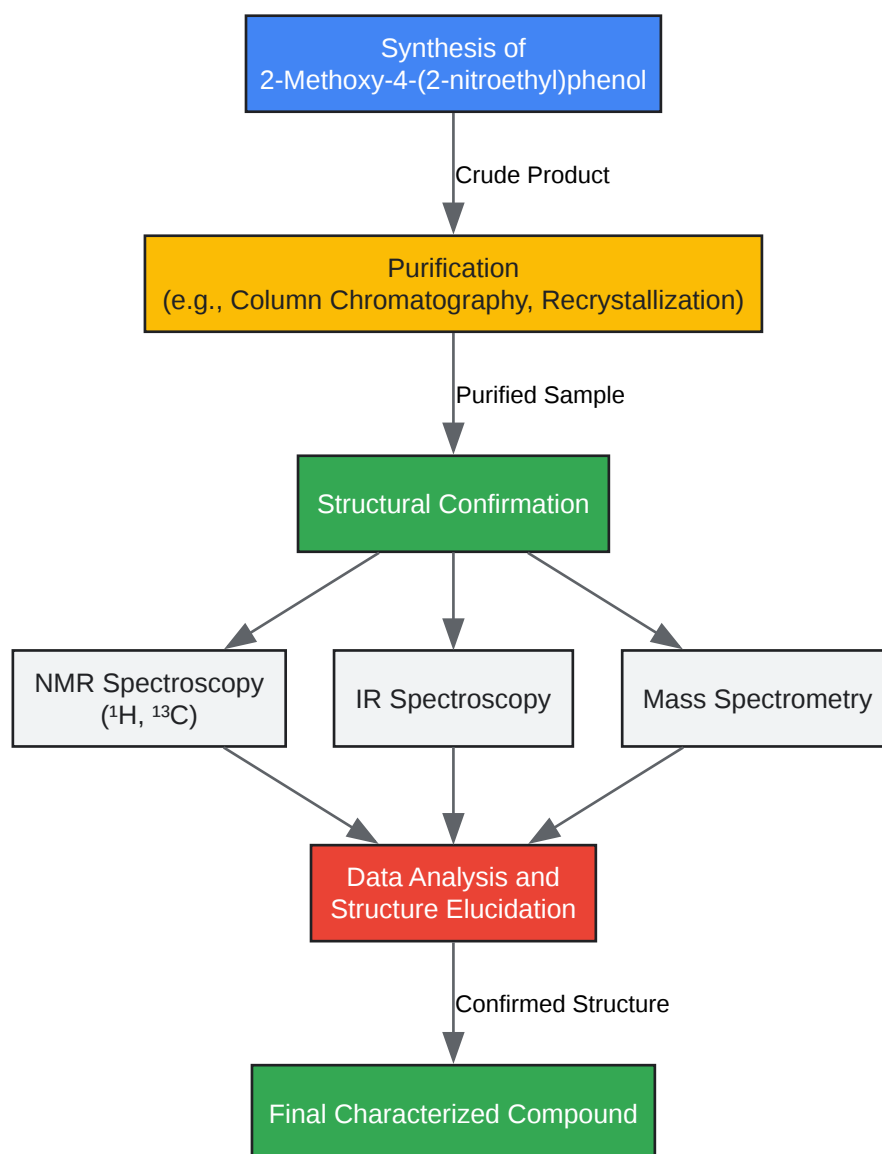 Synthesis of
2-Methoxy-4-(2-nitroethyl)phenol
Crude Product
Purification
(e.g., Column Chromatography, Recrystallization)
Purified Sample
Structural Confirmation
NMR Spectroscopy
(¹H, ¹³C)
IR Spectroscopy
Mass Spectrometry
Data Analysis and
Structure Elucidation
Confirmed Structure
Final Characterized Compound